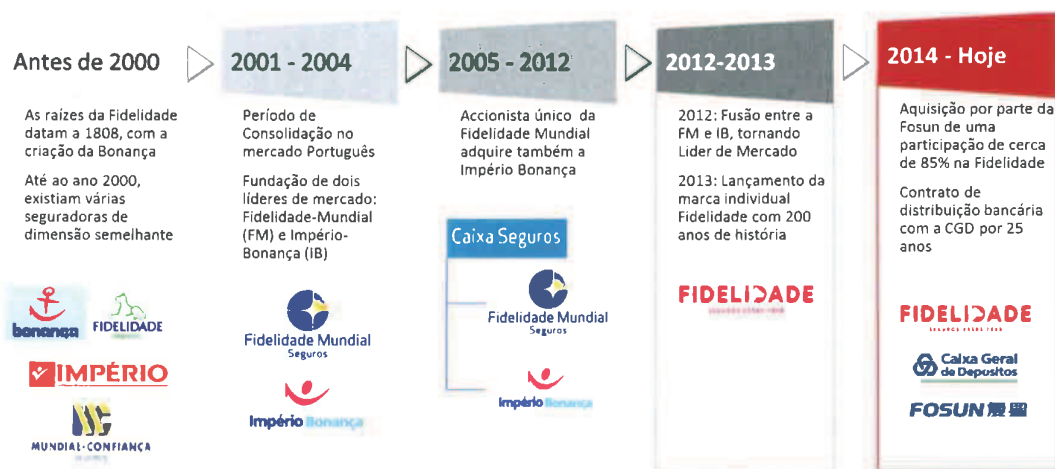 Antes de 2000
As raízes da Fidelidade
datam a 1808, com a
criação da Bonança
Até ao ano 2000,
existiam várias
seguradoras de
dimensão semelhante
bonança
FIDELIDADE
IMPÉRIO
MUNDIAL-CONFIANÇA
2001 - 2004
Período de
Consolidação no
mercado Português
Fundação de dois
líderes de mercado:
Fidelidade-Mundial
(FM) e Império-
Bonança (IB)
Fidelidade Mundial
Seguros
Império Bonança
2005 - 2012
Accionista único da
Fidelidade Mundial
adquire também a
Império Bonança
Caixa Seguros
Fidelidade Mundial
Seguros
Império Bonança
2012-2013
2012: Fusão entre a
FM e IB, tornando
Lider de Mercado
2013: Lançamento da
marca individual
Fidelidade com 200
anos de história
FIDELIDADE
2014 - Hoje
Aquisição por parte da
Fosun de uma
participação de cerca
de 85% na Fidelidade
Contrato de
distribuição bancária
com a CGD por 25
anos
FIDELIDADE
SEGUROS DESDE 1808
Caixa Geral
de Depositos
FOSUN 复星